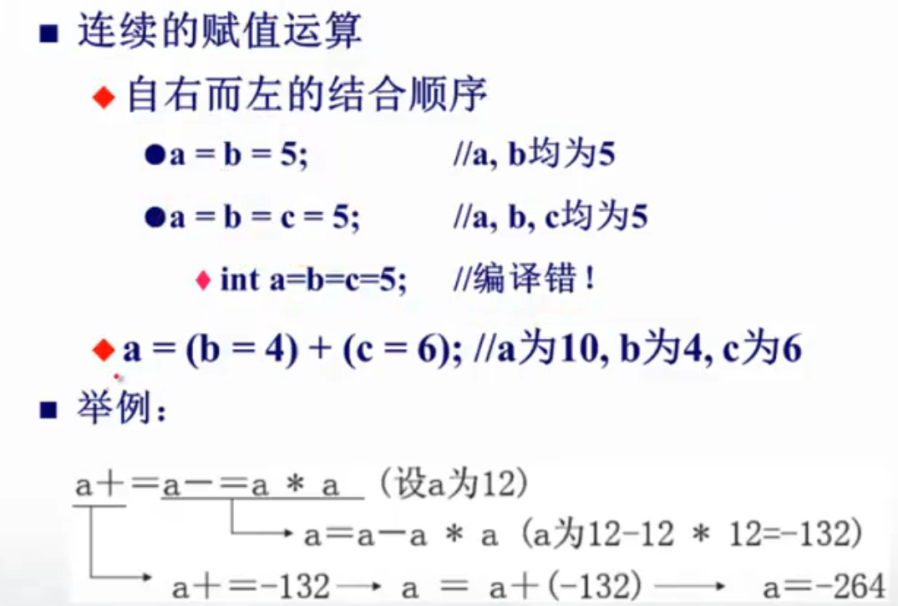 ■ 连续的赋值运算
◆ 自右而左的结合顺序
●a = b = 5; //a, b均为5
●a = b = c = 5; //a, b, c均为5
♦ int a=b=c=5; //编译错！
◆ a = (b = 4) + (c = 6); //a为10, b为4, c为6
■ 举例：
a+=a-=a * a (设a为12)
a=a-a * a (a为12-12 * 12=-132)
a+=-132→ a = a+(-132)→ a=-264